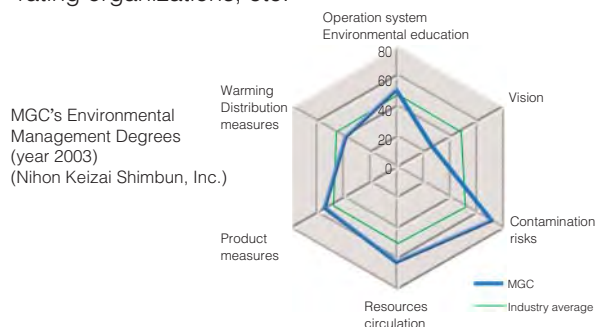 rating organizations, etc.
MGC's Environmental
Management Degrees
(year 2003)
(Nihon Keizai Shimbun, Inc.)
Operation system
Environmental education
80
60
40
20
0
Vision
Contamination
risks
Resources
circulation
Product
measures
Warming
Distribution
measures
MGC
Industry average